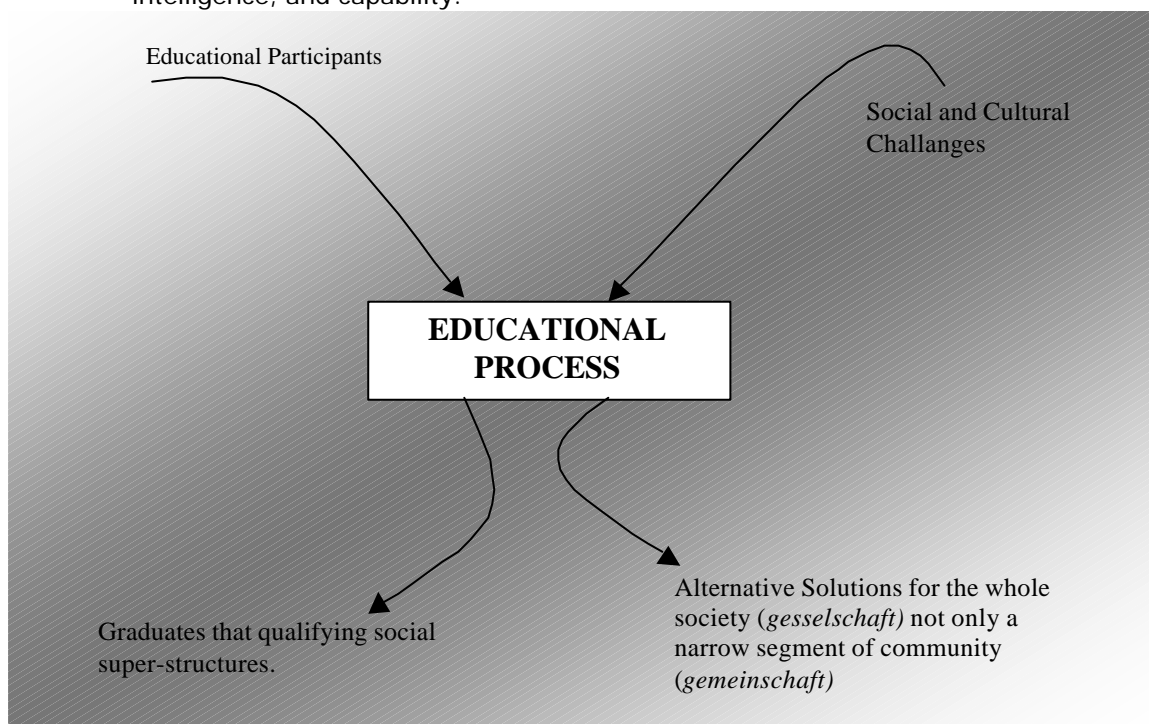 intelligence, and capability.
Educational Participants
Social and Cultural
Challanges
EDUCATIONAL
PROCESS
Alternative Solutions for the whole
society (gesselschaft) not only a
narrow segment of community
(gemeinschaft)
Graduates that qualifying social
super-structures.